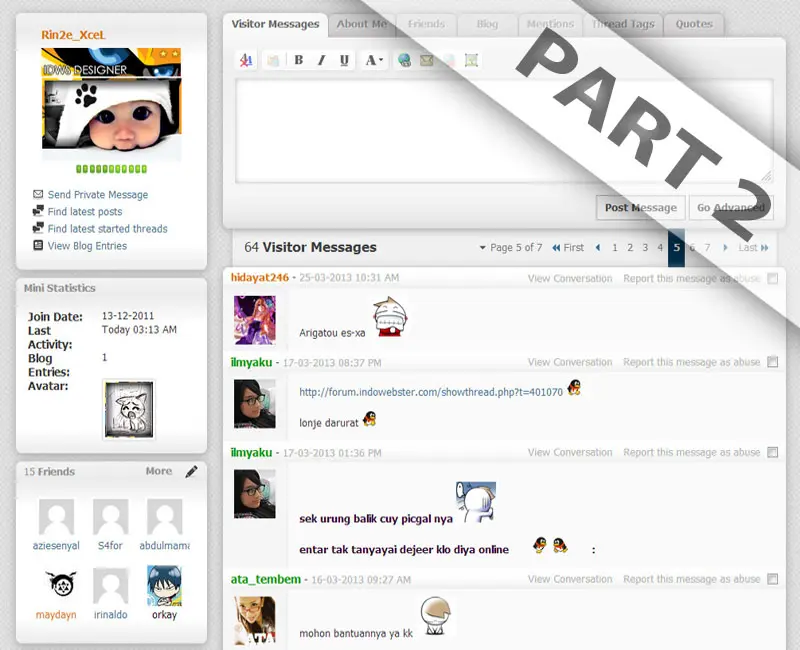 Rin2e_XceL
IDWS DESIGNER
Send Private Message
Find latest posts
Find latest started threads
View Blog Entries
Mini Statistics
Join Date: 13-12-2011
Last Today 03:13 AM
Activity:
Blog 1
Entries:
Avatar:
15 Friends More
aziesenyal S4for abdulmama
maydayn irinaldo orkay
Visitor Messages About Me Friends Blog Mentions Thread Tags Quotes
B I U A
Post Message Go Advanced
PART 2
64 Visitor Messages Page 5 of 7 First 1 2 3 4 5 6 7 Last
hidayat246 - 25-03-2013 10:31 AM View Conversation Report this message as abuse
Arigatou es-xa
ilmyaku - 17-03-2013 08:37 PM View Conversation Report this message as abuse
http://forum.indowebster.com/showthread.php?t=401070
lonje darurat
ilmyaku - 17-03-2013 01:36 PM View Conversation Report this message as abuse
sek urung balik cuy picgal nya
entar tak tanyayai dejeer klo diya online :
ata_tembem - 16-03-2013 09:27 AM View Conversation Report this message as abuse
ATA
mohon bantuannya ya kk